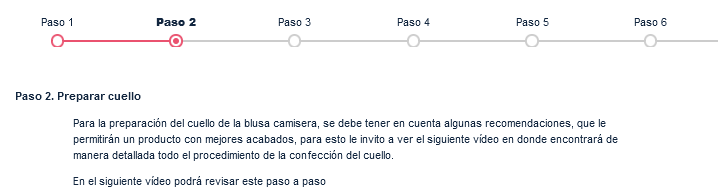 Paso 1 Paso 2 Paso 3 Paso 4 Paso 5 Paso 6
Paso 2. Preparar cuello
Para la preparación del cuello de la blusa camisera, se debe tener en cuenta algunas recomendaciones, que le
permitirán un producto con mejores acabados, para esto le invito a ver el siguiente vídeo en donde encontrará de
manera detallada todo el procedimiento de la confección del cuello.
En el siguiente vídeo podrá revisar este paso a paso